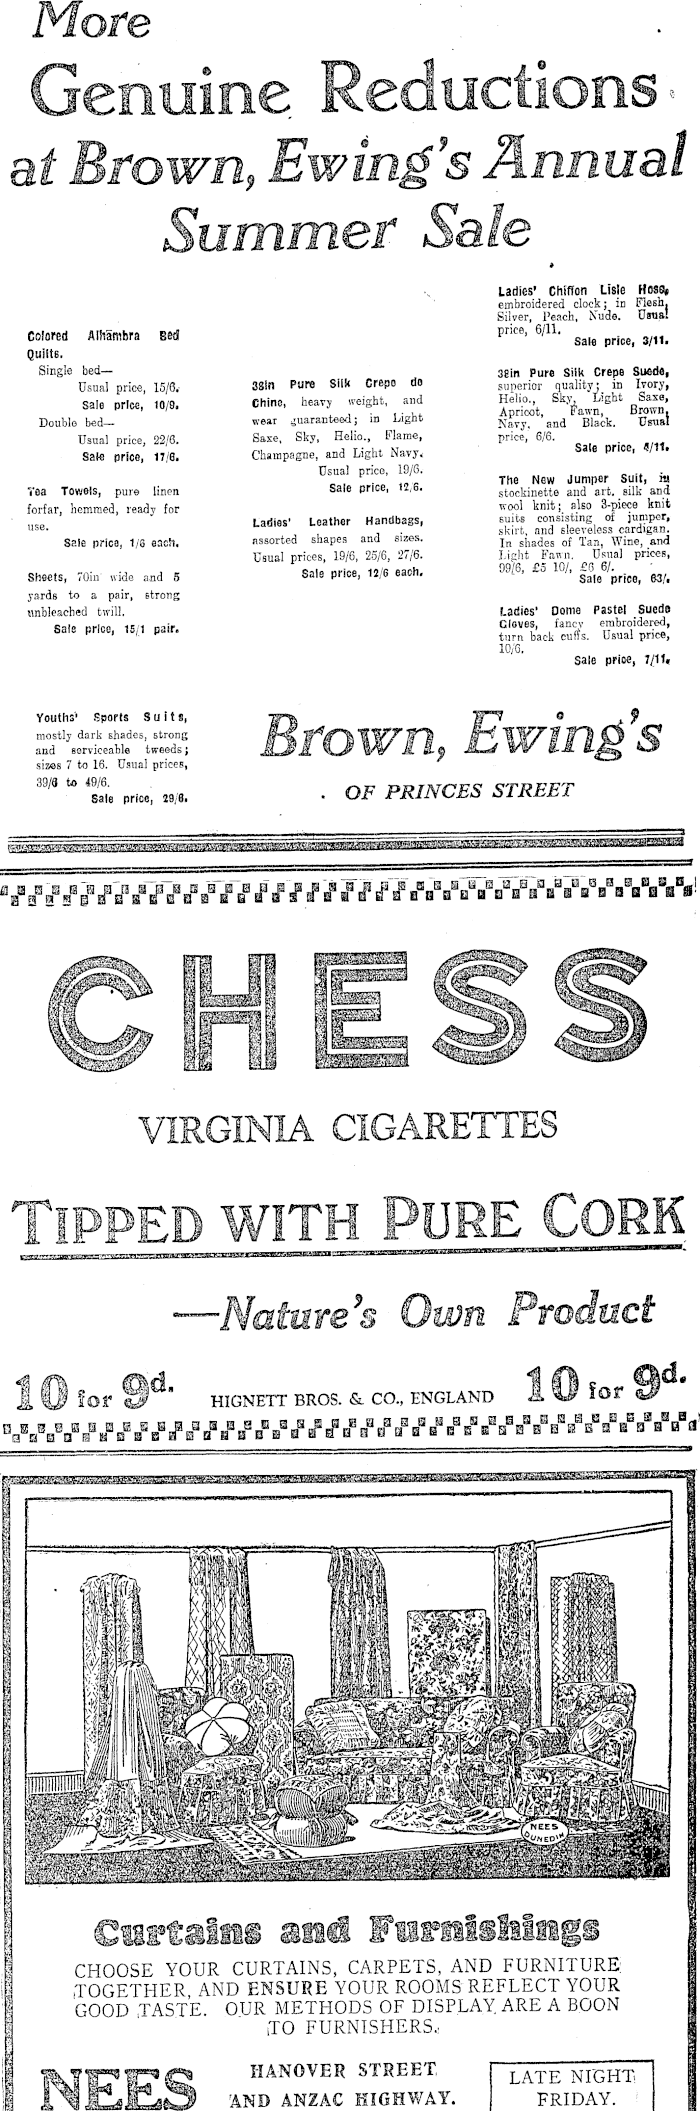 More
Genuine Reductions
at Brown, Ewing's Annual
Summer Sale
Colored Alhambra Bed
Quilts.
Single bed—
Usual price, 15/6.
Sale price, 10/9.
Double bed—
Usual price, 22/6.
Sale price, 17/6.
Tea Towels, pure linen
forfar, hemmed, ready for
use.
Sale price, 1/6 each.
Sheets, 70in wide and 5
yards to a pair, strong
unbleached twill.
Sale price, 15/1 pair.
38in Pure Silk Crepe de
Chine, heavy weight, and
wear guaranteed; in Light
Saxe, Sky, Helio., Flame,
Champagne, and Light Navy.
Usual price, 19/6.
Sale price, 12/6.
Ladies' Leather Handbags,
assorted shapes and sizes.
Usual prices, 19/6, 25/6, 27/6.
Sale price, 12/6 each.
Ladies' Chiffon Lisle Hose,
embroidered clock; in Flesh,
Silver, Peach, Nude. Usual
price, 6/11.
Sale price, 3/11.
38in Pure Silk Crepe Suede,
superior quality; in Ivory,
Helio., Sky, Light Saxe,
Apricot, Fawn, Brown,
Navy, and Black. Usual
price, 6/6.
Sale price, 4/11.
The New Jumper Suit, in
stockinette and art. silk and
wool knit; also 3-piece knit
suits consisting of jumper,
skirt, and sleeveless cardigan.
In shades of Tan, Wine, and
Light Fawn. Usual prices,
99/6, £5 10/, £6 6/.
Sale price, 63/.
Ladies' Dome Pastel Suede
Gloves, fancy embroidered,
turn back cuffs. Usual price,
10/6.
Sale price, 7/11.
Youths' Sports Suits,
mostly dark shades, strong
and serviceable tweeds;
sizes 7 to 16. Usual prices,
39/6 to 49/6.
Sale price, 29/6.
Brown, Ewing's
OF PRINCES STREET
CHESS
VIRGINIA CIGARETTES
TIPPED WITH PURE CORK
—Nature's Own Product
10 for 9d. HIGNETT BROS. & CO., ENGLAND 10 for 9d.
NEES
DUNEDIN
Curtains and Furnishings
CHOOSE YOUR CURTAINS, CARPETS, AND FURNITURE
TOGETHER, AND ENSURE YOUR ROOMS REFLECT YOUR
GOOD TASTE. OUR METHODS OF DISPLAY ARE A BOON
TO FURNISHERS.
NEES
HANOVER STREET
AND ANZAC HIGHWAY.
LATE NIGHT
FRIDAY.